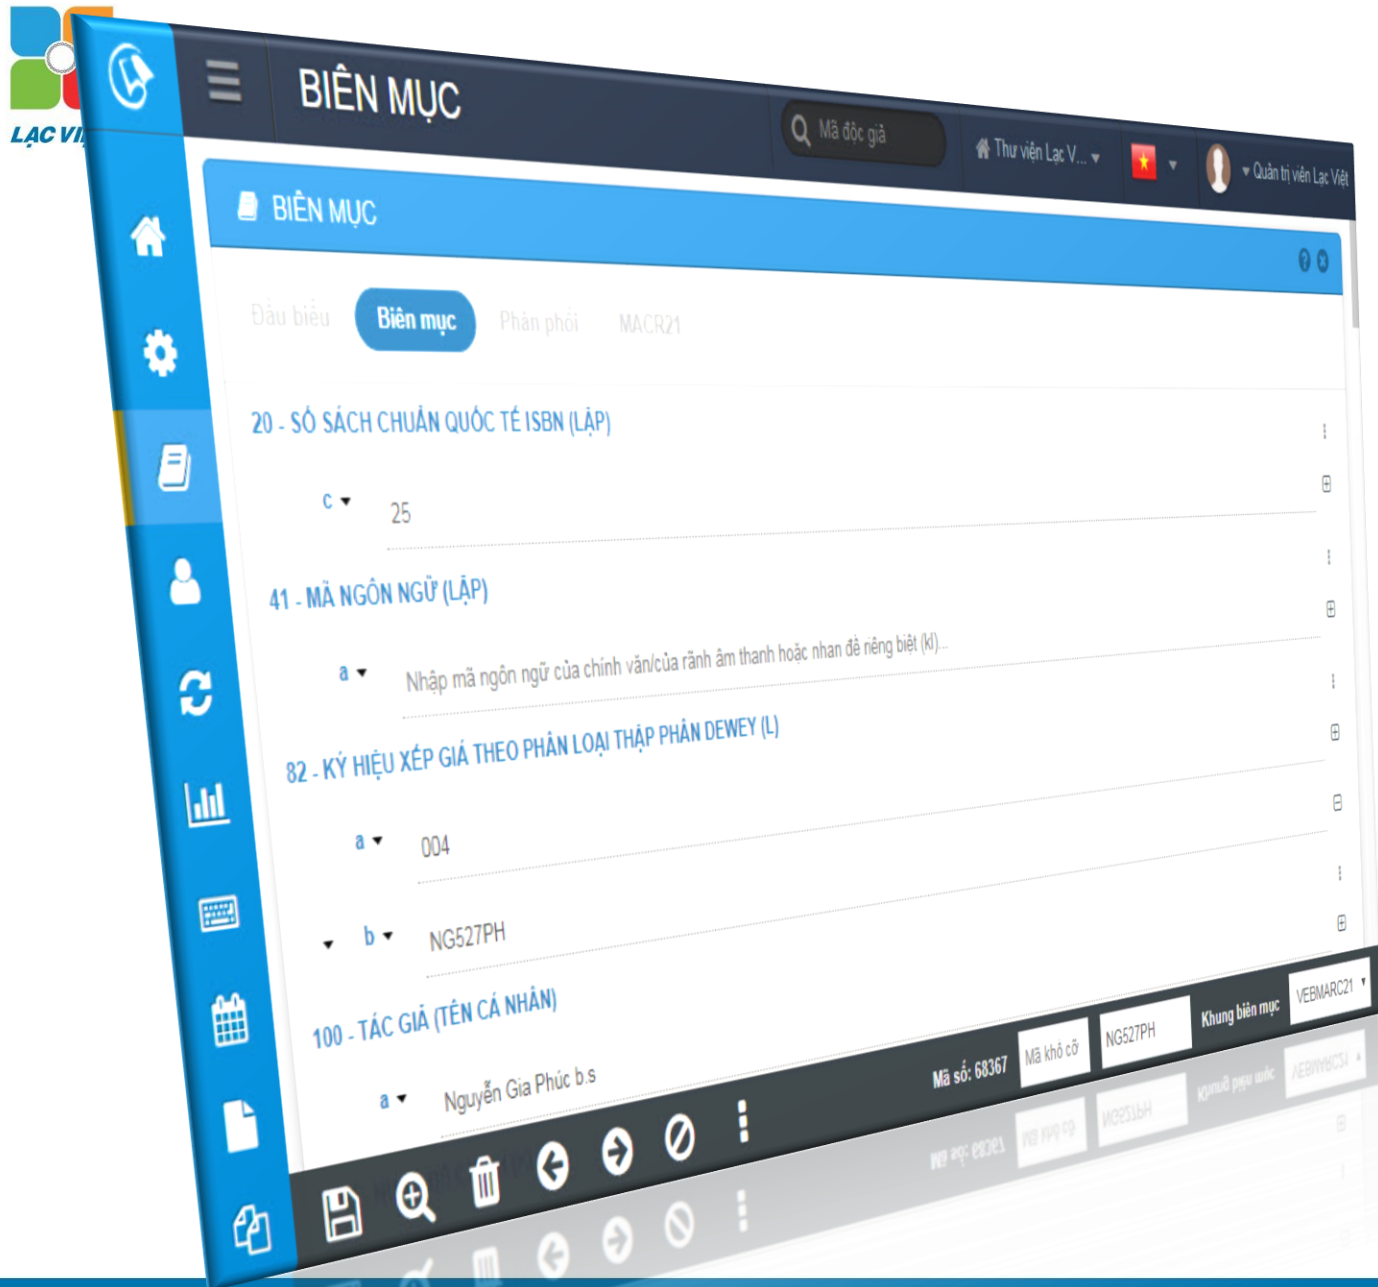 LẠC VI
BIÊN MỤC
Mã độc giả
Thư viện Lạc V...
Quản trị viên Lạc Việt
BIÊN MỤC
Đầu biểu
Biên mục
Phân phối
MACR21
20 - SỐ SÁCH CHUẨN QUỐC TẾ ISBN (LẶP)
c
25
41 - MÃ NGÔN NGỮ (LẶP)
a
Nhập mã ngôn ngữ của chính văn/của rãnh âm thanh hoặc nhan đề riêng biệt (kl)...
82 - KÝ HIỆU XẾP GIÁ THEO PHÂN LOẠI THẬP PHÂN DEWEY (L)
a
004
b
NG527PH
100 - TÁC GIẢ (TÊN CÁ NHÂN)
a
Nguyễn Gia Phúc b.s
Mã số: 68367
Mã khổ cỡ
NG527PH
Khung biên mục
VEBMARC21